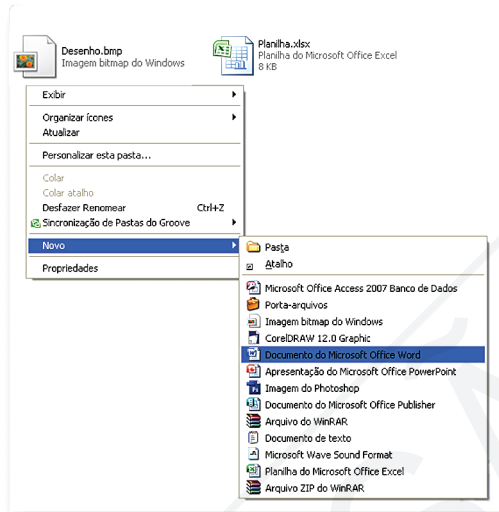 Desenho.bmp
Imagem bitmap do Windows
Planilha.xlsx
Planilha do Microsoft Office Excel
8 KB
Exibir
Organizar ícones
Atualizar
Personalizar esta pasta...
Colar
Colar atalho
Desfazer Renomear Ctrl+Z
Sincronização de Pastas do Groove
Novo
Propriedades
Pasta
Atalho
Microsoft Office Access 2007 Banco de Dados
Porta-arquivos
Imagem bitmap do Windows
CorelDRAW 12.0 Graphic
Documento do Microsoft Office Word
Apresentação do Microsoft Office PowerPoint
Imagem do Photoshop
Documento do Microsoft Office Publisher
Arquivo do WinRAR
Documento de texto
Microsoft Wave Sound Format
Planilha do Microsoft Office Excel
Arquivo ZIP do WinRAR